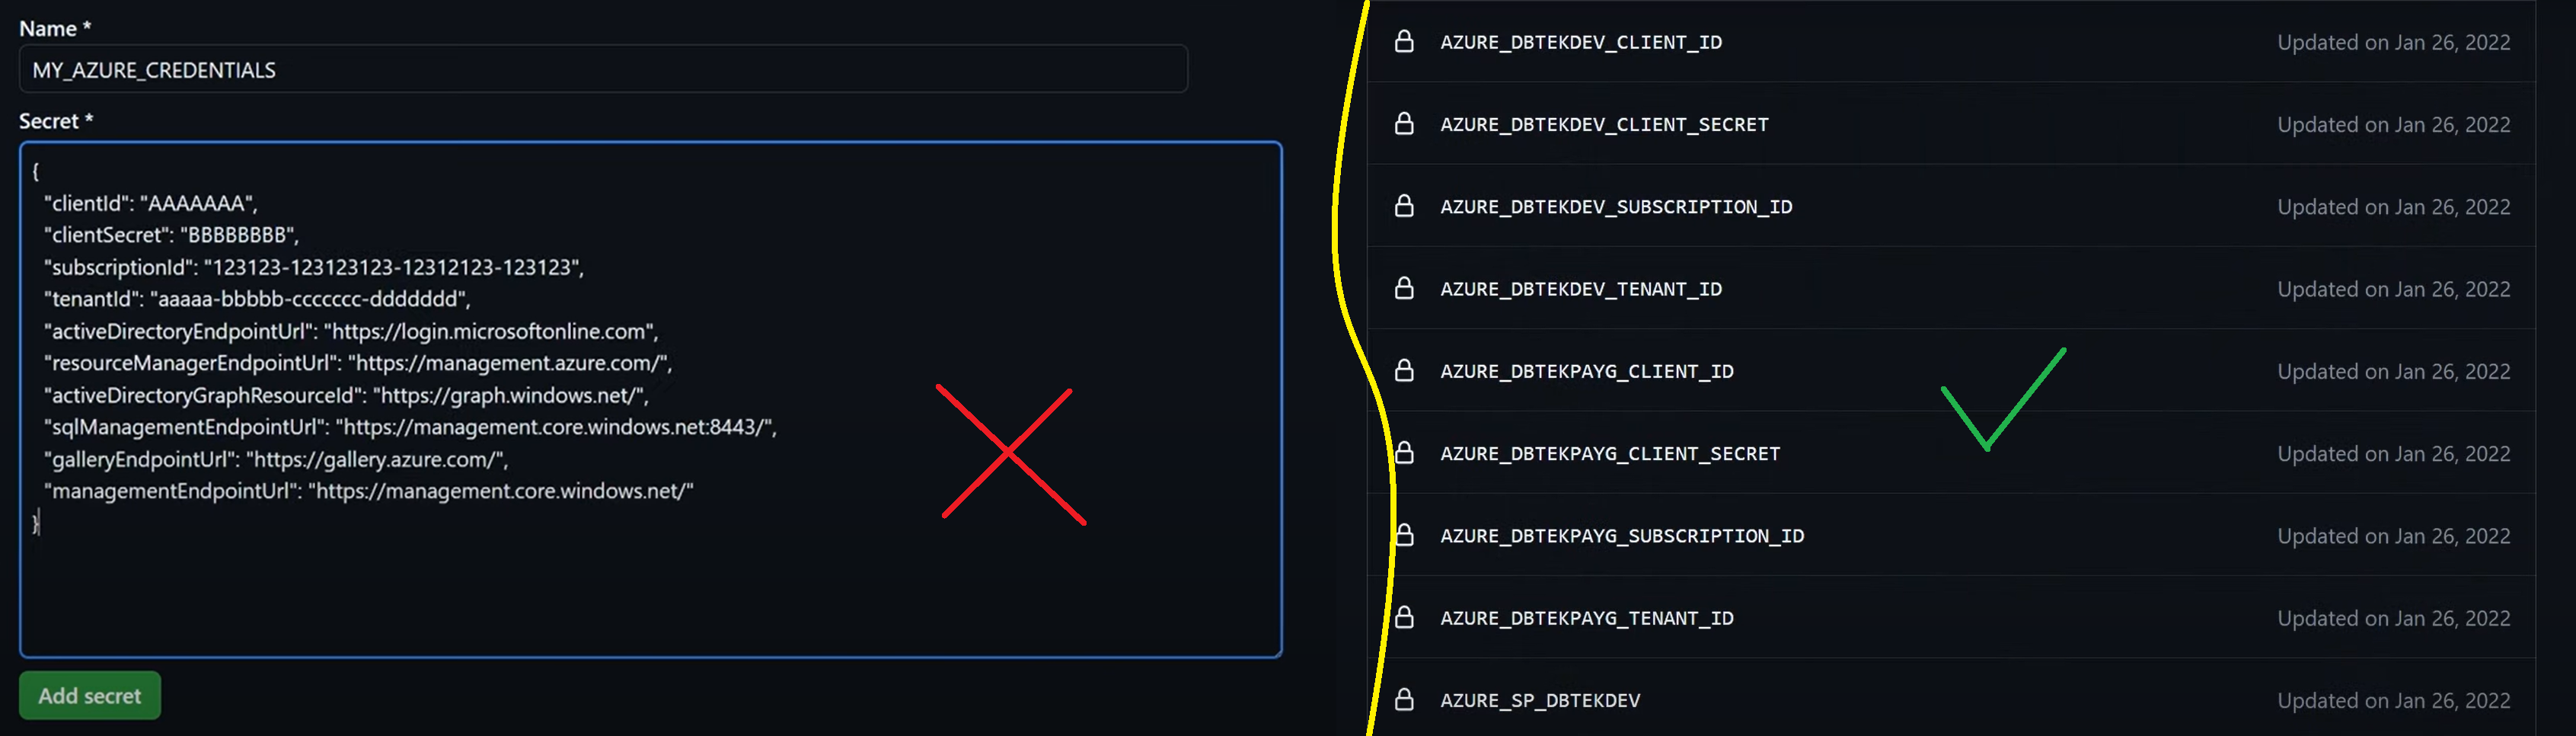 Name *
MY_AZURE_CREDENTIALS
Secret *
{
"clientId": "AAAAAAA",
"clientSecret": "BBBBBBBB",
"subscriptionId": "123123-123123123-12312123-123123",
"tenantId": "aaaaa-bbbbb-ccccccc-ddddddd",
"activeDirectoryEndpointUrl": "https://login.microsoftonline.com",
"resourceManagerEndpointUrl": "https://management.azure.com/",
"activeDirectoryGraphResourceId": "https://graph.windows.net/",
"sqlManagementEndpointUrl": "https://management.core.windows.net:8443/",
"galleryEndpointUrl": "https://gallery.azure.com/",
"managementEndpointUrl": "https://management.core.windows.net/"
}
Add secret
AZURE_DBTEKDEV_CLIENT_ID Updated on Jan 26, 2022
AZURE_DBTEKDEV_CLIENT_SECRET Updated on Jan 26, 2022
AZURE_DBTEKDEV_SUBSCRIPTION_ID Updated on Jan 26, 2022
AZURE_DBTEKDEV_TENANT_ID Updated on Jan 26, 2022
AZURE_DBTEKPAYG_CLIENT_ID Updated on Jan 26, 2022
AZURE_DBTEKPAYG_CLIENT_SECRET Updated on Jan 26, 2022
AZURE_DBTEKPAYG_SUBSCRIPTION_ID Updated on Jan 26, 2022
AZURE_DBTEKPAYG_TENANT_ID Updated on Jan 26, 2022
AZURE_SP_DBTEKDEV Updated on Jan 26, 2022